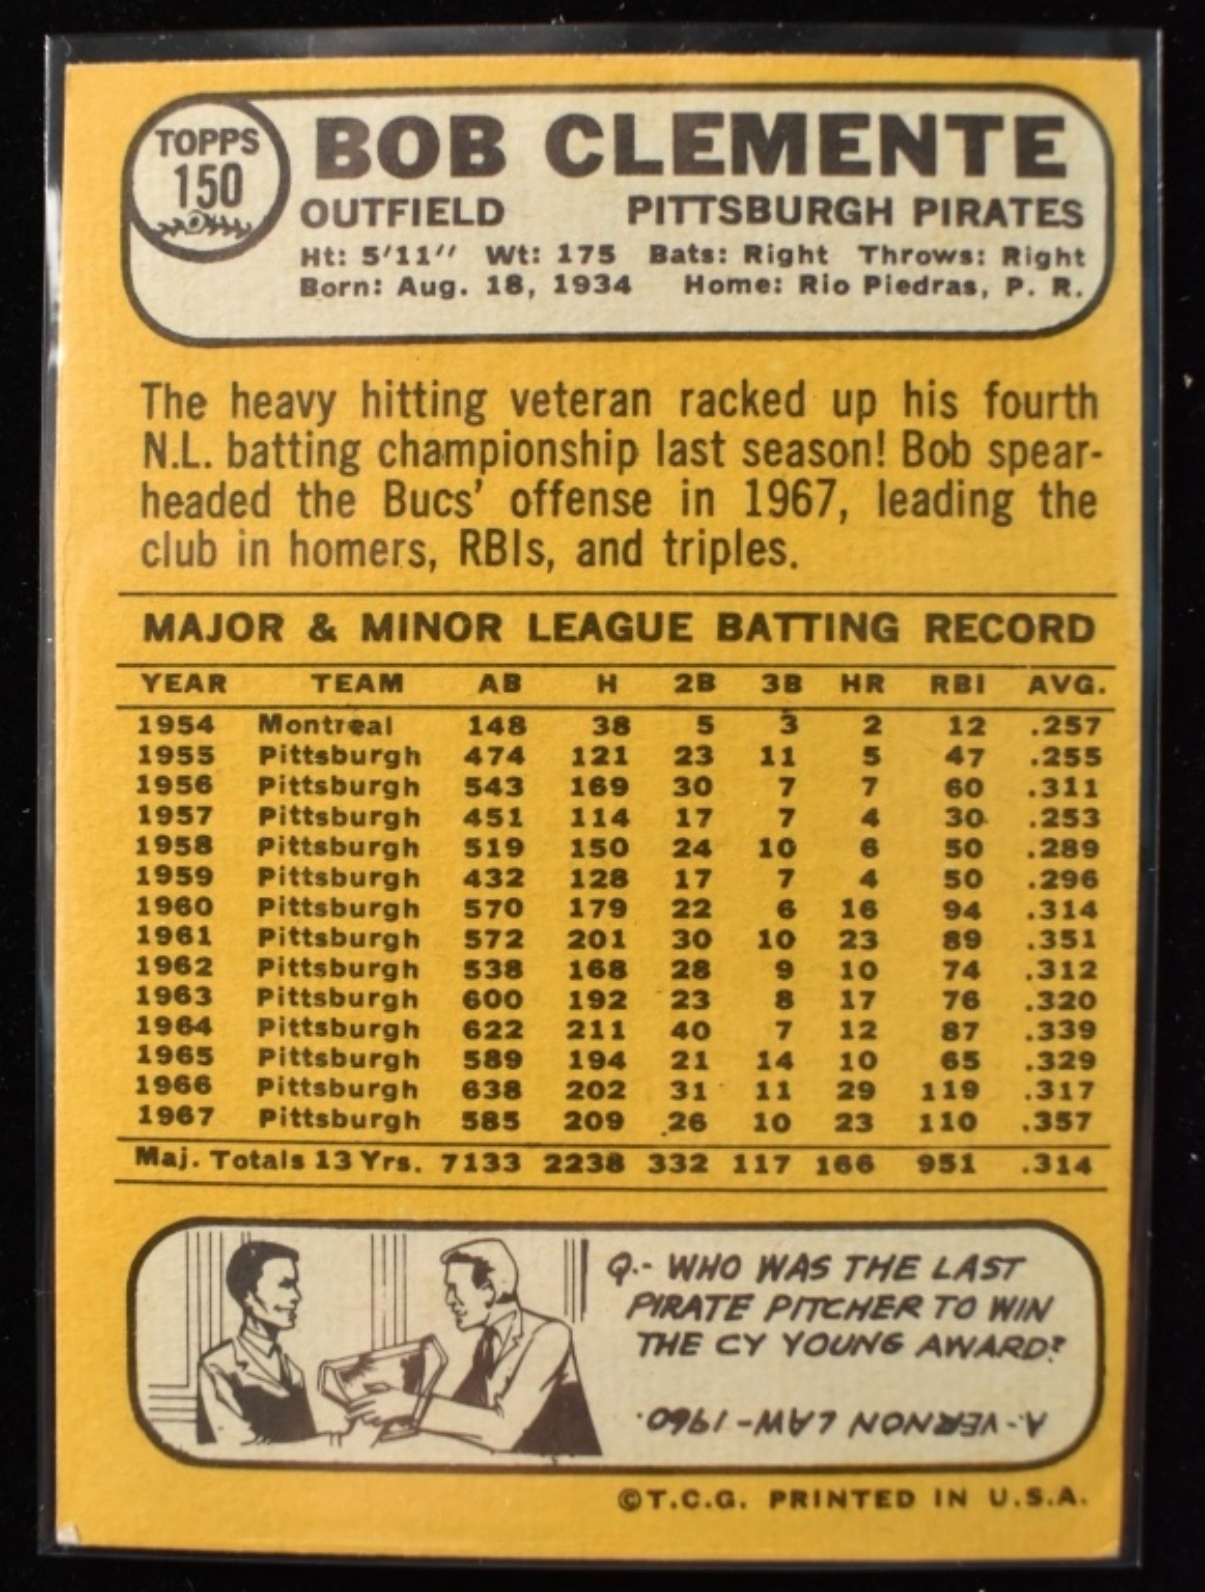 TOPPS
150
BOB CLEMENTE
OUTFIELD PITTSBURGH PIRATES
Ht: 5'11" Wt: 175 Bats: Right Throws: Right
Born: Aug. 18, 1934 Home: Rio Piedras, P. R.
The heavy hitting veteran racked up his fourth
N.L. batting championship last season! Bob spear-
headed the Bucs' offense in 1967, leading the
club in homers, RBIs, and triples.
MAJOR & MINOR LEAGUE BATTING RECORD
YEAR TEAM AB H 2B 3B HR RBI AVG.
1954 Montreal 148 38 5 3 2 12 .257
1955 Pittsburgh 474 121 23 11 5 47 .255
1956 Pittsburgh 543 169 30 7 7 60 .311
1957 Pittsburgh 451 114 17 7 4 30 .253
1958 Pittsburgh 519 150 24 10 6 50 .289
1959 Pittsburgh 432 128 17 7 4 50 .296
1960 Pittsburgh 570 179 22 6 16 94 .314
1961 Pittsburgh 572 201 30 10 23 89 .351
1962 Pittsburgh 538 168 28 9 10 74 .312
1963 Pittsburgh 600 192 23 8 17 76 .320
1964 Pittsburgh 622 211 40 7 12 87 .339
1965 Pittsburgh 589 194 21 14 10 65 .329
1966 Pittsburgh 638 202 31 11 29 119 .317
1967 Pittsburgh 585 209 26 10 23 110 .357
Maj. Totals 13 Yrs. 7133 2238 332 117 166 951 .314
Q.- WHO WAS THE LAST
PIRATE PITCHER TO WIN
THE CY YOUNG AWARD?
A.- VERNON LAW - 1960.
©T.C.G. PRINTED IN U.S.A.